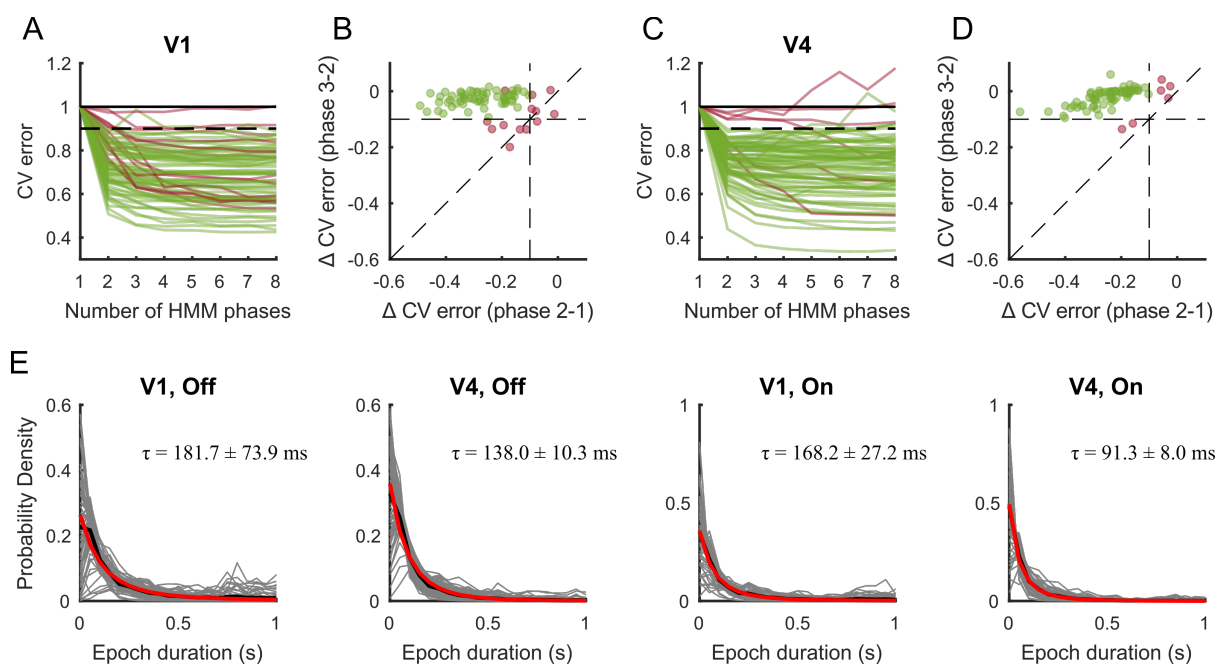 A
V1
1.2
1
0.8
0.6
0.4
CV error
1 2 3 4 5 6 7 8
Number of HMM phases
B
0
-0.2
-0.4
-0.6
Δ CV error (phase 3-2)
-0.6 -0.4 -0.2 0
Δ CV error (phase 2-1)
C
V4
1.2
1
0.8
0.6
0.4
CV error
1 2 3 4 5 6 7 8
Number of HMM phases
D
0
-0.2
-0.4
-0.6
Δ CV error (phase 3-2)
-0.6 -0.4 -0.2 0
Δ CV error (phase 2-1)
E
V1, Off
0.6
0.4
0.2
0
Probability Density
τ = 181.7 ± 73.9 ms
0 0.5 1
Epoch duration (s)
V4, Off
0.6
0.4
0.2
0
τ = 138.0 ± 10.3 ms
0 0.5 1
Epoch duration (s)
V1, On
1
0.5
0
τ = 168.2 ± 27.2 ms
0 0.5 1
Epoch duration (s)
V4, On
1
0.5
0
τ = 91.3 ± 8.0 ms
0 0.5 1
Epoch duration (s)